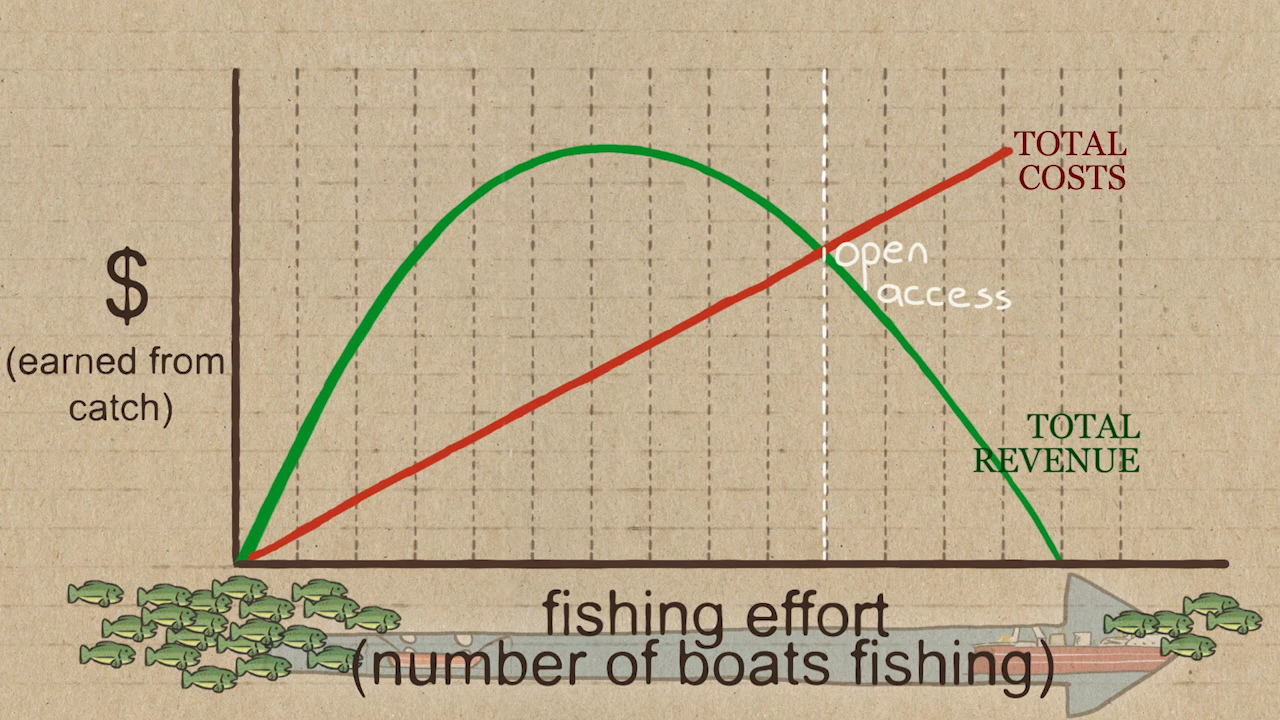 TOTAL
COSTS
open
access
$
(earned from
catch)
TOTAL
REVENUE
fishing effort
(number of boats fishing)